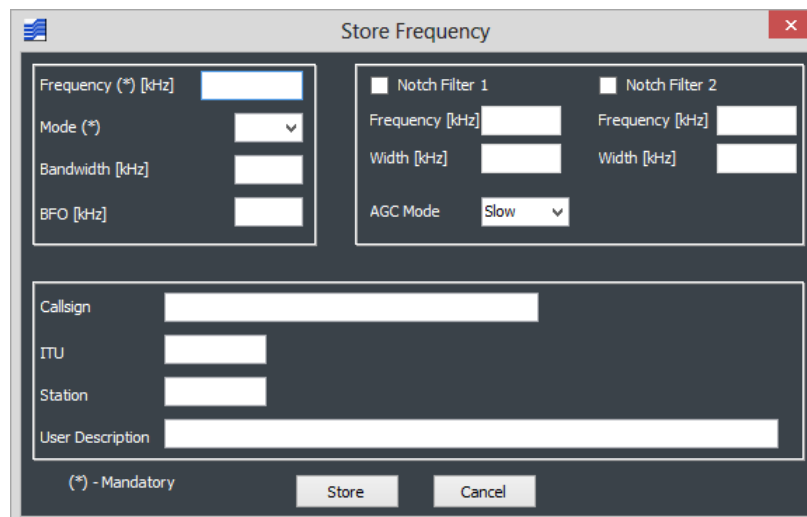 Store Frequency
Frequency (*) [kHz]
Mode (*)
Bandwidth [kHz]
BFO [kHz]
Notch Filter 1
Notch Filter 2
Frequency [kHz]
Frequency [kHz]
Width [kHz]
Width [kHz]
AGC Mode
Slow
Callsign
ITU
Station
User Description
(*) - Mandatory
Store
Cancel